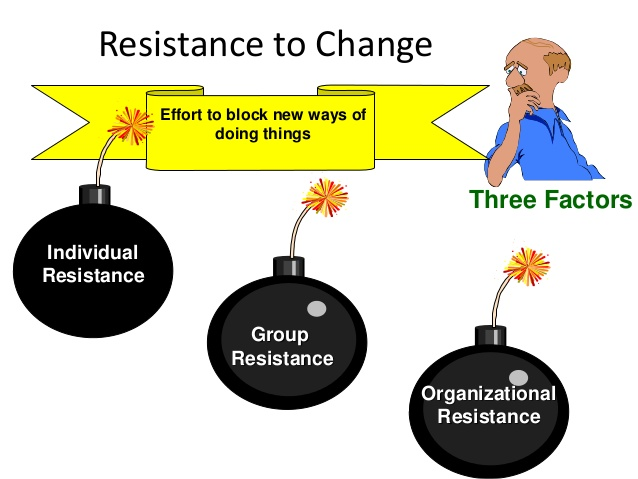 Resistance to Change
Effort to block new ways of
doing things
Three Factors
Individual
Resistance
Group
Resistance
Organizational
Resistance